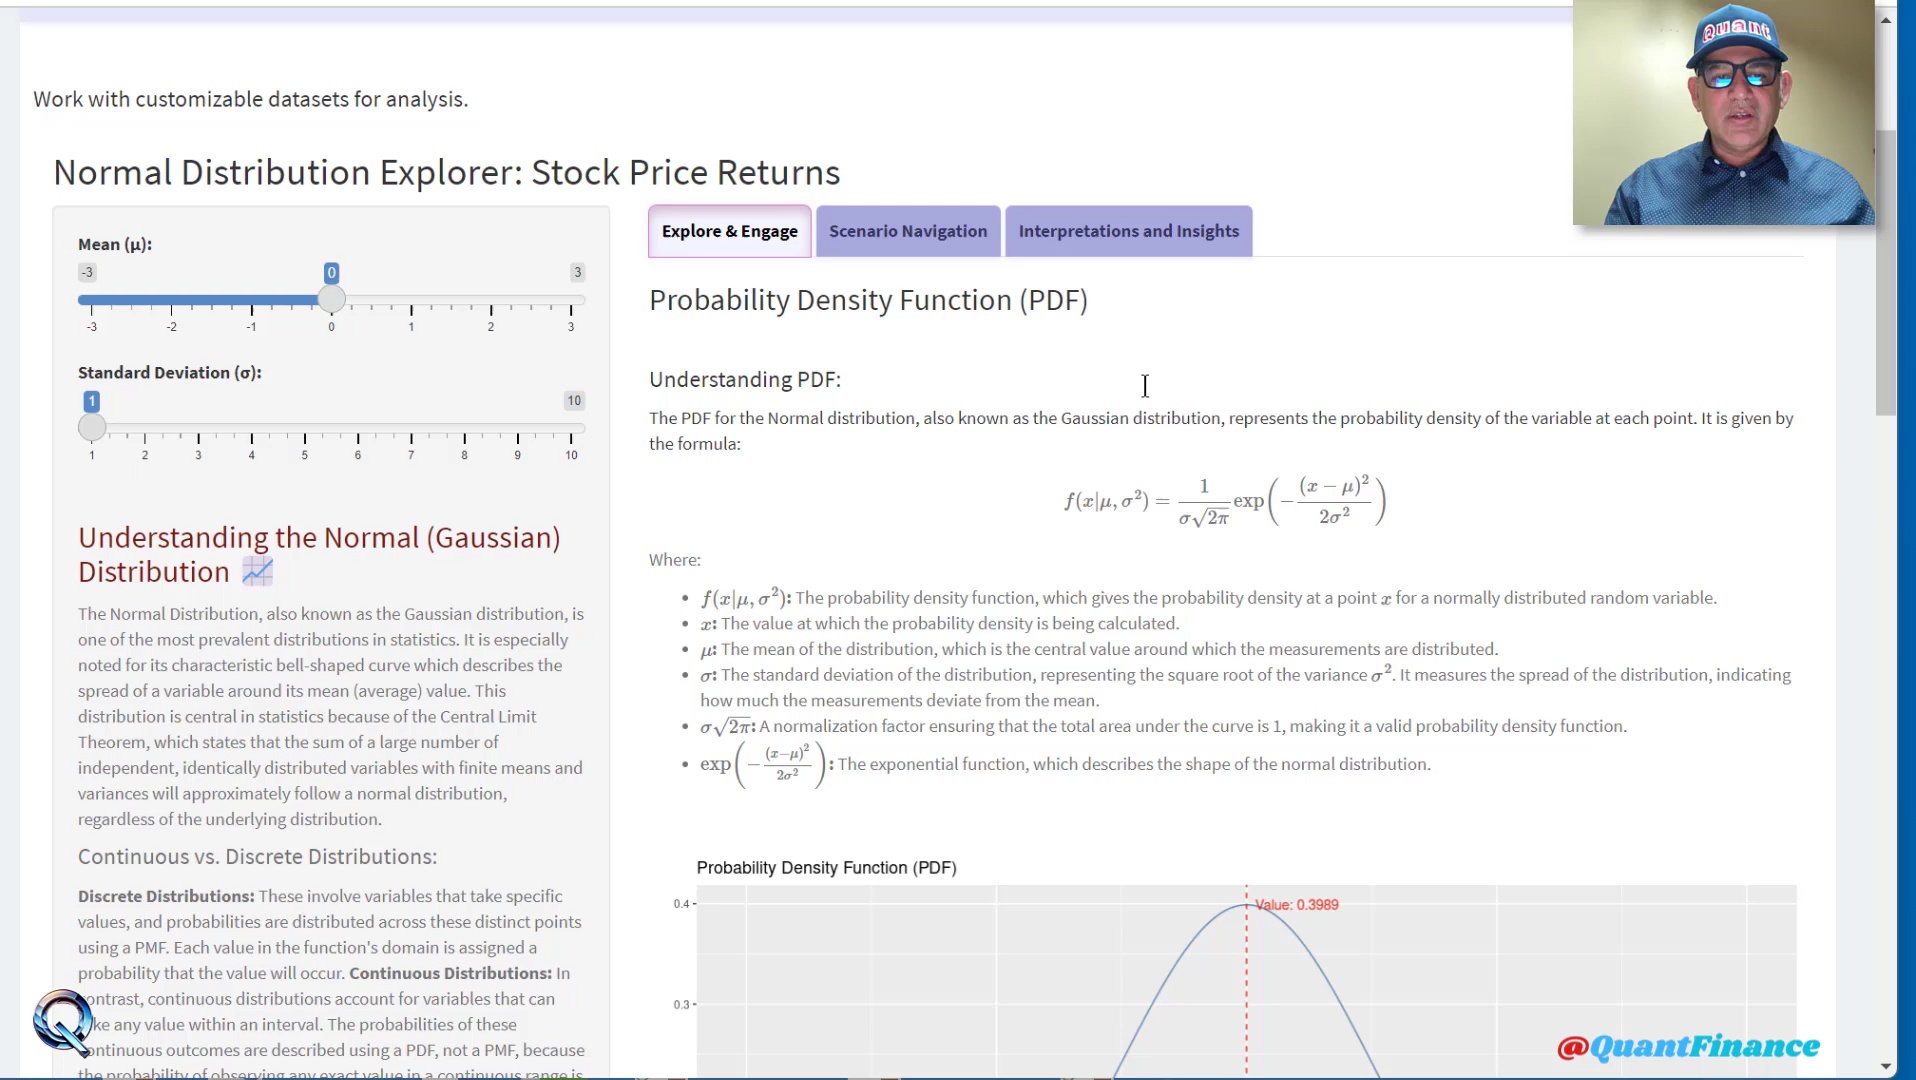 Work with customizable datasets for analysis.
Normal Distribution Explorer: Stock Price Returns
Mean (μ):
-3 0 3
-3 -2 -1 0 1 2 3
Standard Deviation (σ):
1 10
1 2 3 4 5 6 7 8 9 10
Understanding the Normal (Gaussian)
Distribution
The Normal Distribution, also known as the Gaussian distribution, is
one of the most prevalent distributions in statistics. It is especially
noted for its characteristic bell-shaped curve which describes the
spread of a variable around its mean (average) value. This
distribution is central in statistics because of the Central Limit
Theorem, which states that the sum of a large number of
independent, identically distributed variables with finite means and
variances will approximately follow a normal distribution,
regardless of the underlying distribution.
Continuous vs. Discrete Distributions:
Discrete Distributions: These involve variables that take specific
values, and probabilities are distributed across these distinct points
using a PMF. Each value in the function's domain is assigned a
probability that the value will occur. Continuous Distributions: In
contrast, continuous distributions account for variables that can
any value within an interval. The probabilities of these
continuous outcomes are described using a PDF, not a PMF, because
the probability of observing any exact value in a continuous range is
Explore & Engage Scenario Navigation Interpretations and Insights
Probability Density Function (PDF)
Understanding PDF:
The PDF for the Normal distribution, also known as the Gaussian distribution, represents the probability density of the variable at each point. It is given by
the formula:
f(x|μ, σ²) = 1/(σ√2π) exp(−(x − μ)²/2σ²)
Where:
• f(x|μ, σ²): The probability density function, which gives the probability density at a point x for a normally distributed random variable.
• x: The value at which the probability density is being calculated.
• μ: The mean of the distribution, which is the central value around which the measurements are distributed.
• σ: The standard deviation of the distribution, representing the square root of the variance σ². It measures the spread of the distribution, indicating
how much the measurements deviate from the mean.
• σ√2π: A normalization factor ensuring that the total area under the curve is 1, making it a valid probability density function.
• exp(−(x−μ)²/2σ²): The exponential function, which describes the shape of the normal distribution.
Probability Density Function (PDF)
0.4
Value: 0.3989
0.3
Quant
@QuantFinance